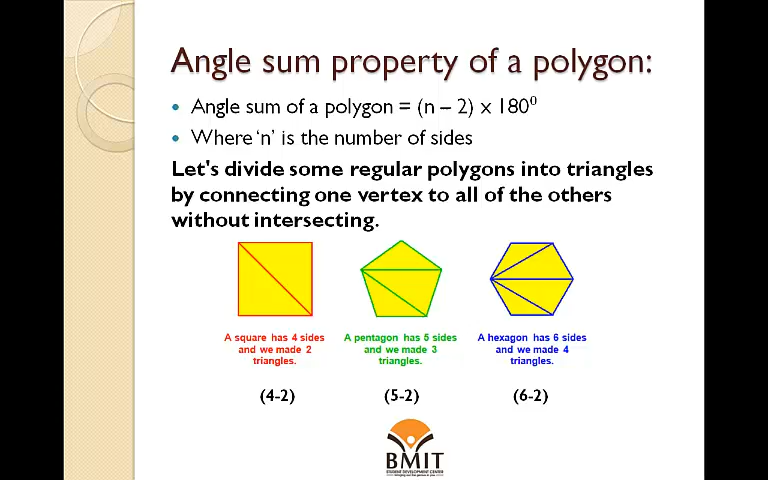 Angle sum property of a polygon:
• Angle sum of a polygon = (n – 2) x 180⁰
• Where ‘n’ is the number of sides
Let's divide some regular polygons into triangles
by connecting one vertex to all of the others
without intersecting.
A square has 4 sides
and we made 2
triangles.
(4-2)
A pentagon has 5 sides
and we made 3
triangles.
(5-2)
A hexagon has 6 sides
and we made 4
triangles.
(6-2)
BMIT
STUDENT DEVELOPMENT CENTER